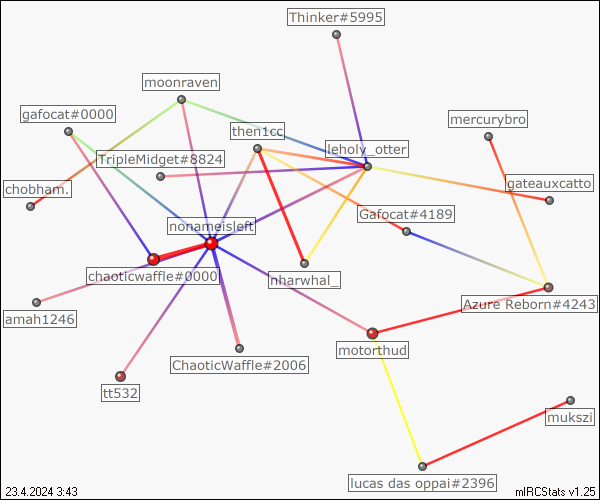 Thinker#5995
moonraven
gafocat#0000
mercurybro
then1cc
leholy_otter
TripleMidget#8824
gateauxcatto
chobham.
Gafocat#4189
nonameisleft
chaoticwaffle#0000
nharwhal_
Azure Reborn#4243
amah1246
motorthud
ChaoticWaffle#2006
tt532
mukszi
lucas das oppai#2396
23.4.2024 3:43
mIRCStats v1.25